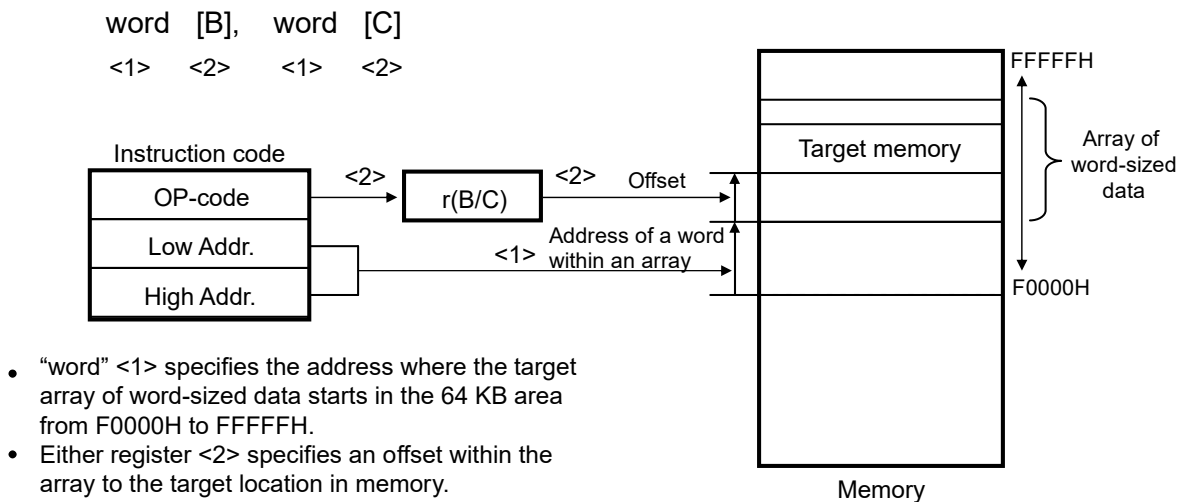 word [B], word [C]
<1> <2> <1> <2>
FFFFFH
Instruction code
Target memory
Array of
word-sized
data
OP-code
<2>
r(B/C)
<2>
Offset
Low Addr.
High Addr.
<1>
Address of a word
within an array
F0000H
• “word” <1> specifies the address where the target
array of word-sized data starts in the 64 KB area
from F0000H to FFFFFH.
• Either register <2> specifies an offset within the
array to the target location in memory.
Memory